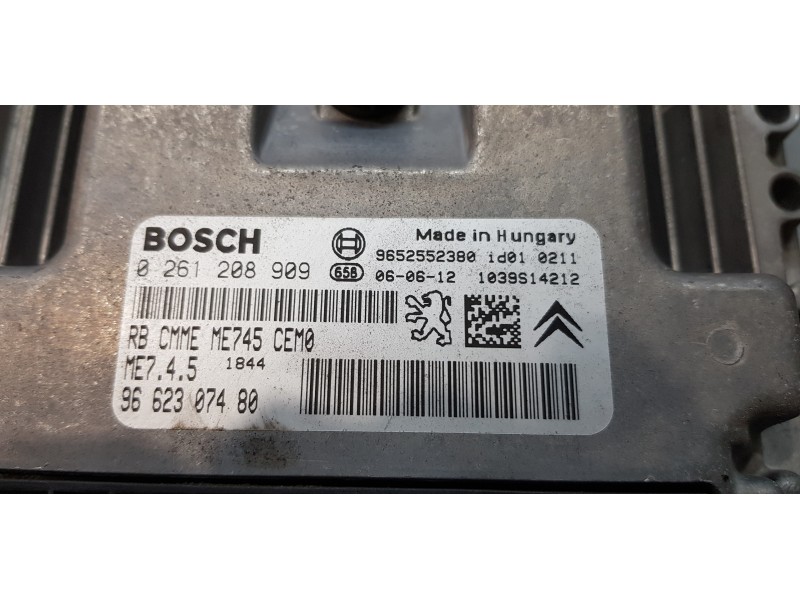 BOSCH
Made in Hungary
9652552380 1d01 0211
0 261 208 909
658
06-06-12 1039S14212
RB CMME ME745 CEM0
ME7.4.5 1844
96 623 074 80